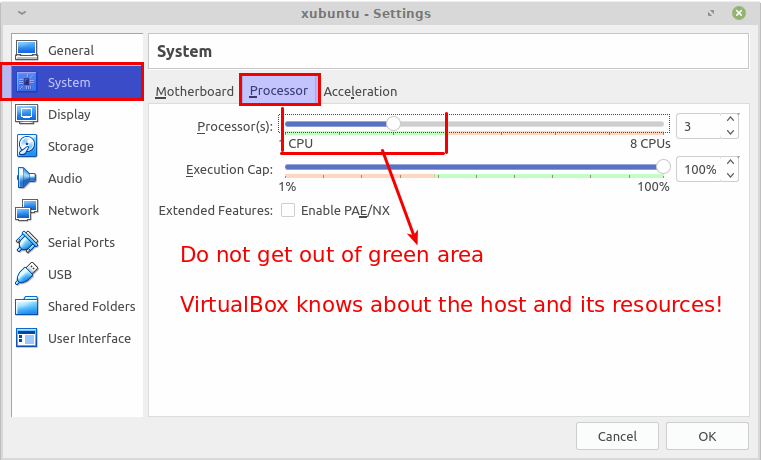 xubuntu - Settings
General
System
Display
Storage
Audio
Network
Serial Ports
USB
Shared Folders
User Interface
System
Motherboard Processor Acceleration
Processor(s): 3
1 CPU 8 CPUs
Execution Cap: 100%
1% 100%
Extended Features: Enable PAE/NX
Do not get out of green area
VirtualBox knows about the host and its resources!
Cancel OK